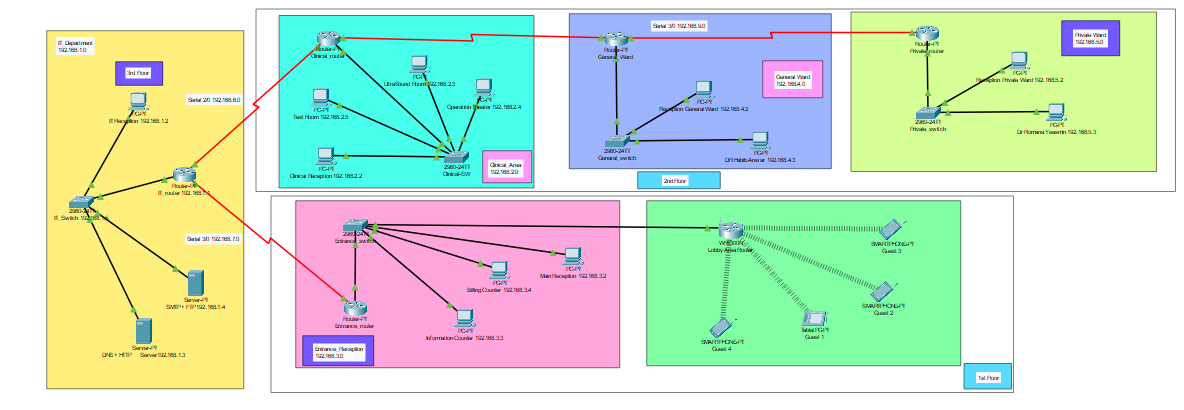 IT_Department
192.168.1.0
3rd Floor
PC-PT
IT Reception 192.168.1.2
Router-PT
IT_router 192.168.1.1
2960-24TT
Server-PT
SMTP+ FTP192.168.1.4
Server-PT
DNS + HTTP Server 192.168.1.3
Serial 2/0 192.168.6.0
Serial 3/0 192.168.7.0
Clinical_router
PC-PT
UltraSound Room 192.168.2.3
PC-PT
Operation Theater 192.168.2.4
PC-PT
Test Room 192.168.2.5
PC-PT
Clinical Reception 192.168.2.2
2960-24TT
Clinical-SW
Clinical_Area
192.168.2.0
Serial 3/0 192.168.9.0
Router-PT
General_Ward
General Ward
192.168.4.0
PC-PT
Reception General Ward 192.168.4.2
2960-24TT
General_switch
PC-PT
DR Habib Anwar 192.168.4.3
2nd Floor
Router-PT
Private_router
Private Ward
192.168.5.0
PC-PT
Reception Private Ward 192.168.5.2
2960-24TT
Private_switch
PC-PT
Dr Romana Yeasmin 192.168.5.3
2960-24TT
Entrance_switch
PC-PT
Main Reception 192.168.3.2
PC-PT
Billing Counter 192.168.3.4
Router-PT
Entrance_router
PC-PT
Information Counter 192.168.3.3
Entrance_Reception
192.168.3.0
Lobby Area Router
SMARTPHONE-PT
Guest 3
SMARTPHONE-PT
Guest 2
Tablet PC-PT
Guest 1
SMARTPHONE-PT
Guest 4
1st Floor